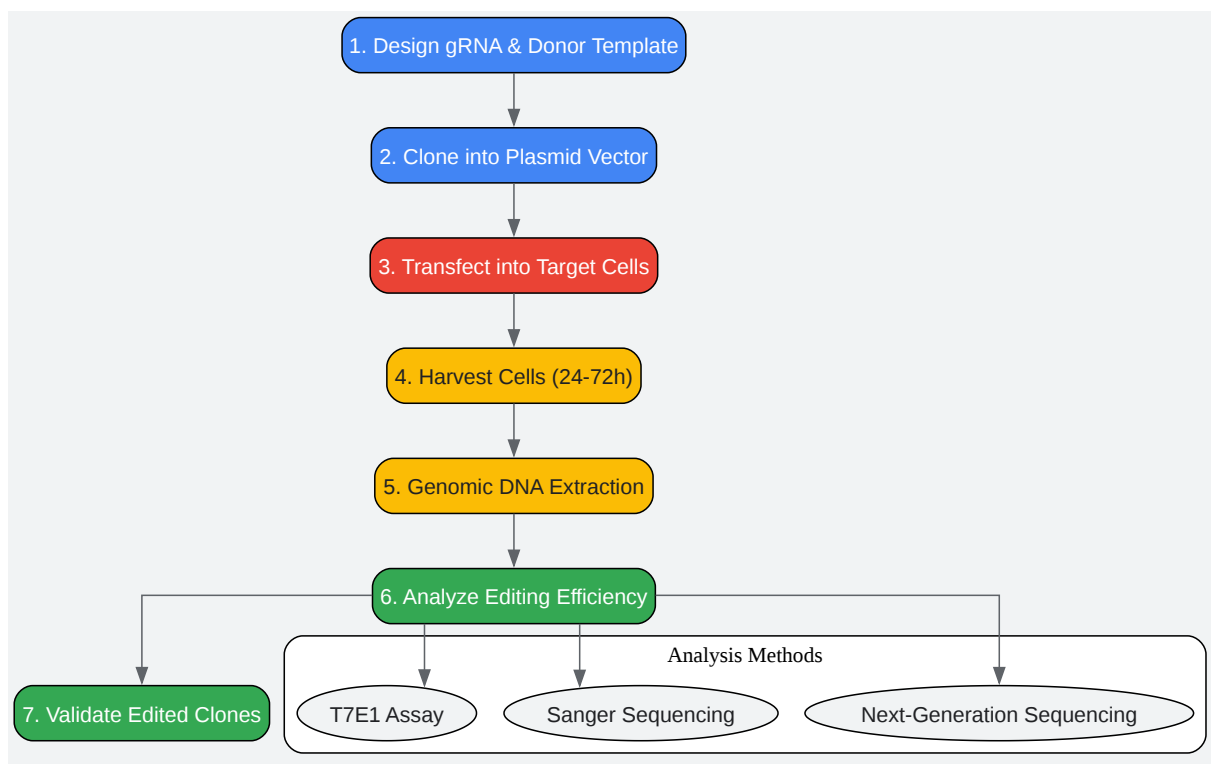 1. Design gRNA & Donor Template
2. Clone into Plasmid Vector
3. Transfect into Target Cells
4. Harvest Cells (24-72h)
5. Genomic DNA Extraction
6. Analyze Editing Efficiency
Analysis Methods
7. Validate Edited Clones
T7E1 Assay
Sanger Sequencing
Next-Generation Sequencing